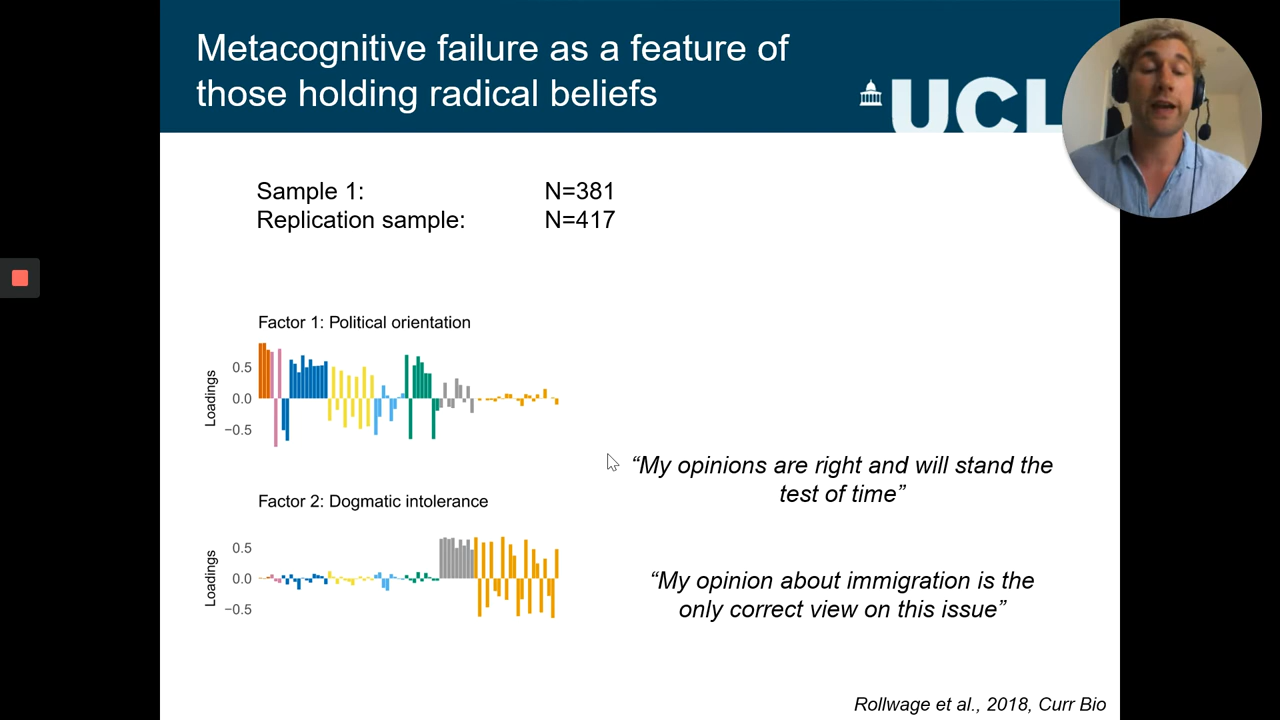 Metacognitive failure as a feature of
those holding radical beliefs
UCL
Sample 1: N=381
Replication sample: N=417
Factor 1: Political orientation
Loadings
0.5
0.0
−0.5
Factor 2: Dogmatic intolerance
Loadings
0.5
0.0
−0.5
“My opinions are right and will stand the
test of time”
“My opinion about immigration is the
only correct view on this issue”
Rollwage et al., 2018, Curr Bio